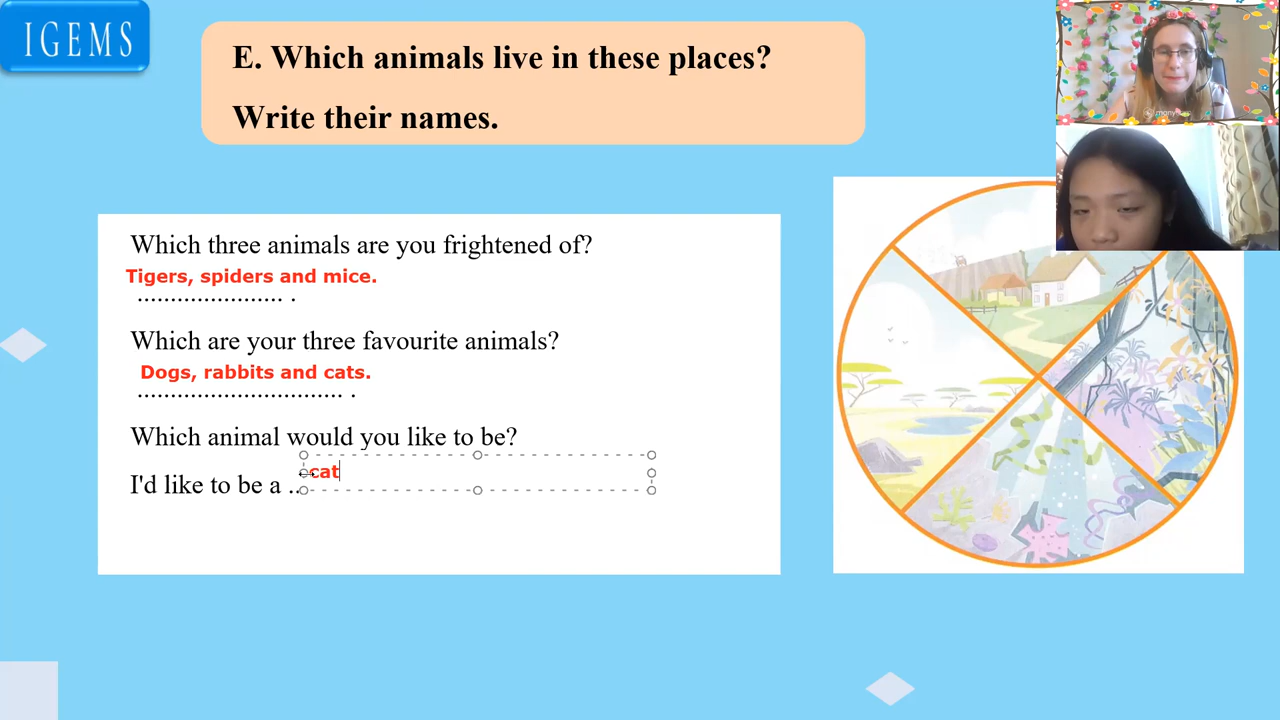 IGEMS
E. Which animals live in these places?
Write their names.
Which three animals are you frightened of?
Tigers, spiders and mice.
...................... .
Which are your three favourite animals?
Dogs, rabbits and cats.
............................... .
Which animal would you like to be?
cat
I'd like to be a ..